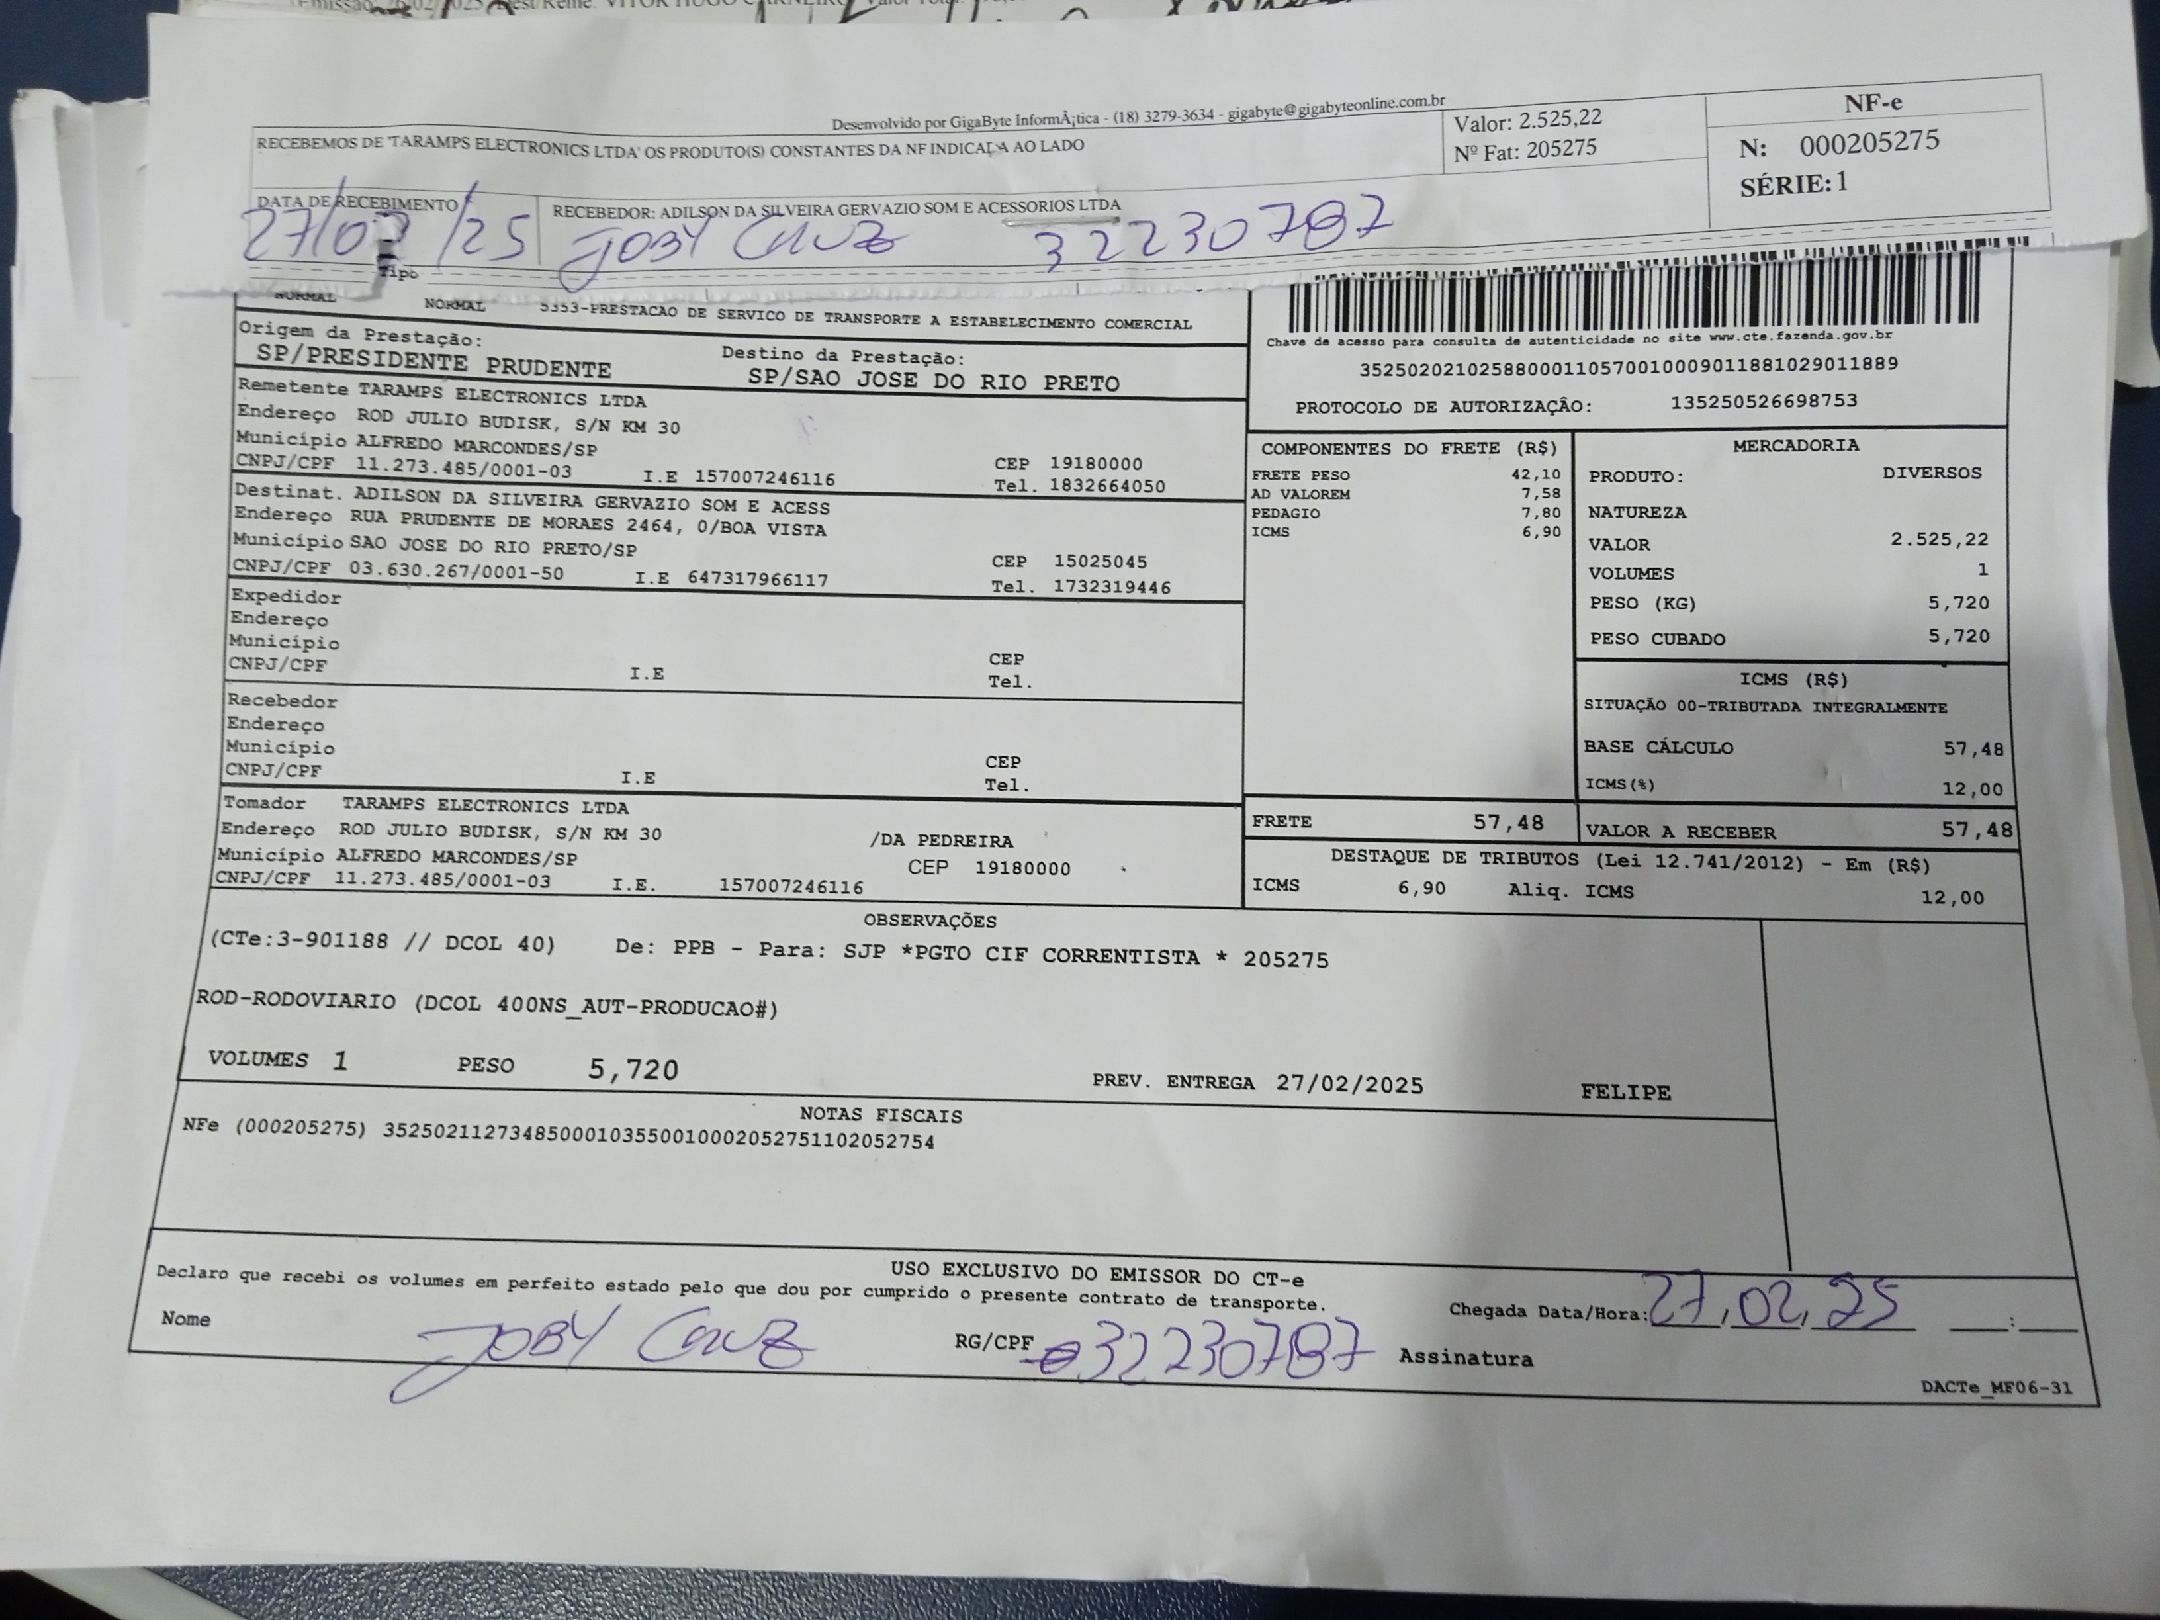 Desenvolvido por GigaByte InformÂ¡tica - (18) 3279-3634 - gigabyte@gigabyteonline.com.br
RECEBEMOS DE 'TARAMPS ELECTRONICS LTDA' OS PRODUTO(S) CONSTANTES DA NF INDICADA AO LADO
Valor: 2.525,22
Nº Fat: 205275
NF-e
N: 000205275
SÉRIE: 1
DATA DE RECEBIMENTO
RECEBEDOR: ADILSON DA SILVEIRA GERVAZIO SOM E ACESSORIOS LTDA
27/02/25 JOBY CRUZ 32230787
Tipo
NORMAL NORMAL 5353-PRESTACAO DE SERVICO DE TRANSPORTE A ESTABELECIMENTO COMERCIAL
Origem da Prestação: Destino da Prestação:
SP/PRESIDENTE PRUDENTE SP/SAO JOSE DO RIO PRETO
Chave de acesso para consulta de autenticidade no site www.cte.fazenda.gov.br
35250202102588000110570010009011881029011889
PROTOCOLO DE AUTORIZAÇÂO: 135250526698753
Remetente TARAMPS ELECTRONICS LTDA
Endereço ROD JULIO BUDISK, S/N KM 30
Município ALFREDO MARCONDES/SP CEP 19180000
CNPJ/CPF 11.273.485/0001-03 I.E 157007246116 Tel. 1832664050
Destinat. ADILSON DA SILVEIRA GERVAZIO SOM E ACESS
Endereço RUA PRUDENTE DE MORAES 2464, 0/BOA VISTA
Município SAO JOSE DO RIO PRETO/SP CEP 15025045
CNPJ/CPF 03.630.267/0001-50 I.E 647317966117 Tel. 1732319446
Expedidor
Endereço
Município CEP
CNPJ/CPF I.E Tel.
Recebedor
Endereço
Município CEP
CNPJ/CPF I.E Tel.
Tomador TARAMPS ELECTRONICS LTDA
Endereço ROD JULIO BUDISK, S/N KM 30 /DA PEDREIRA
Município ALFREDO MARCONDES/SP CEP 19180000
CNPJ/CPF 11.273.485/0001-03 I.E. 157007246116
COMPONENTES DO FRETE (R$)
FRETE PESO 42,10
AD VALOREM 7,58
PEDAGIO 7,80
ICMS 6,90
MERCADORIA
PRODUTO: DIVERSOS
NATUREZA
VALOR 2.525,22
VOLUMES 1
PESO (KG) 5,720
PESO CUBADO 5,720
ICMS (R$)
SITUAÇÃO 00-TRIBUTADA INTEGRALMENTE
BASE CÁLCULO 57,48
ICMS(%) 12,00
FRETE 57,48 VALOR A RECEBER 57,48
DESTAQUE DE TRIBUTOS (Lei 12.741/2012) - Em (R$)
ICMS 6,90 Aliq. ICMS 12,00
OBSERVAÇÕES
(CTe:3-901188 // DCOL 40) De: PPB - Para: SJP *PGTO CIF CORRENTISTA * 205275
ROD-RODOVIARIO (DCOL 400NS_AUT-PRODUCAO#)
VOLUMES 1 PESO 5,720 PREV. ENTREGA 27/02/2025 FELIPE
NOTAS FISCAIS
NFe (000205275) 35250211273485000103550010002052751102052754
USO EXCLUSIVO DO EMISSOR DO CT-e
Declaro que recebi os volumes em perfeito estado pelo que dou por cumprido o presente contrato de transporte.
Chegada Data/Hora: 27,02,25 __:__
Nome JOBY CRUZ RG/CPF 32230787 Assinatura
DACTe_MF06-31